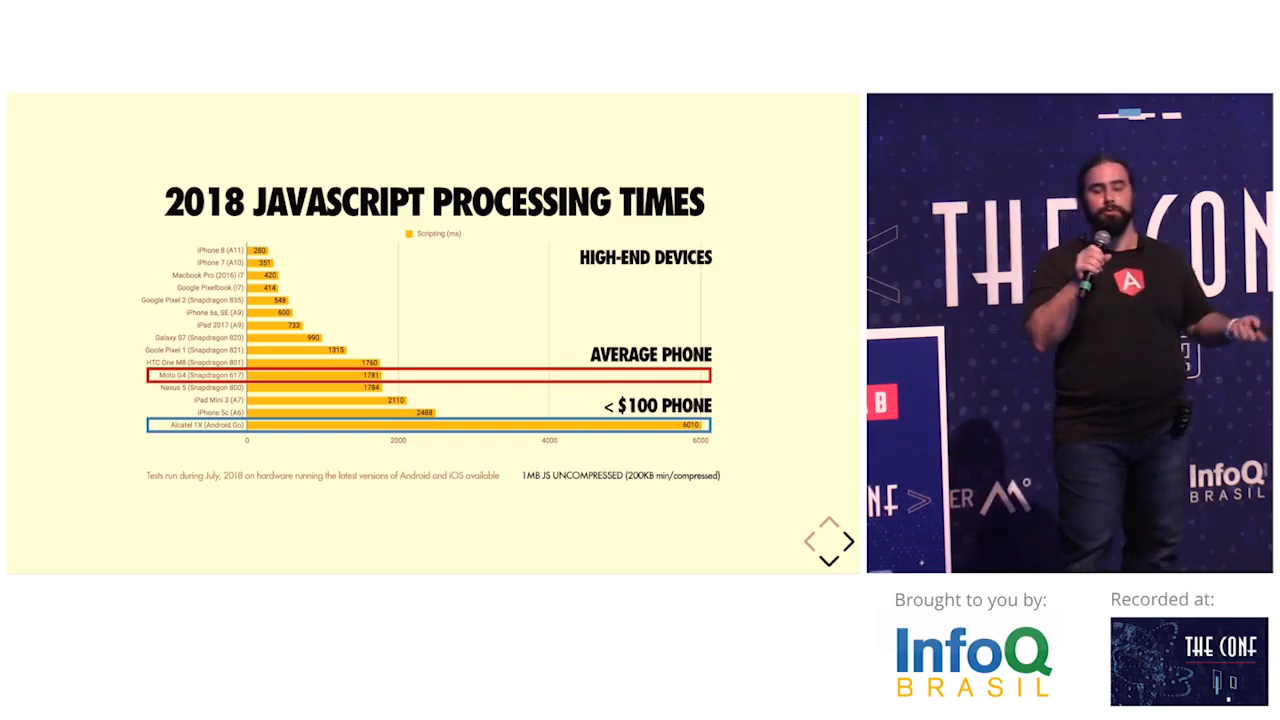 2018 JAVASCRIPT PROCESSING TIMES
Scripting (ms)
iPhone 8 (A11) 280
HIGH-END DEVICES
iPhone 7 (A10) 351
Macbook Pro (2016) i7 420
Google Pixelbook (i7) 414
Google Pixel 2 (Snapdragon 835) 548
iPhone 6s, SE (A9) 600
iPad 2017 (A9) 733
Galaxy S7 (Snapdragon 820) 990
Goole Pixel 1 (Snapdragon 821) 1315
AVERAGE PHONE
HTC One M8 (Snapdragon 801) 1760
Moto G4 (Snapdragon 617) 1781
Nexus 5 (Snapdragon 800) 1784
iPad Mini 3 (A7) 2110
< $100 PHONE
iPhone 5c (A6) 2488
Alcatel 1X (Android Go) 6010
0 2000 4000 6000
Tests run during July, 2018 on hardware running the latest versions of Android and iOS available
1MB JS UNCOMPRESSED (200KB min/compressed)
THE CON
A
B
InfoQ
BRASIL
NF >
ER
Brought to you by:
InfoQ
BRASIL
Recorded at:
THE CONF